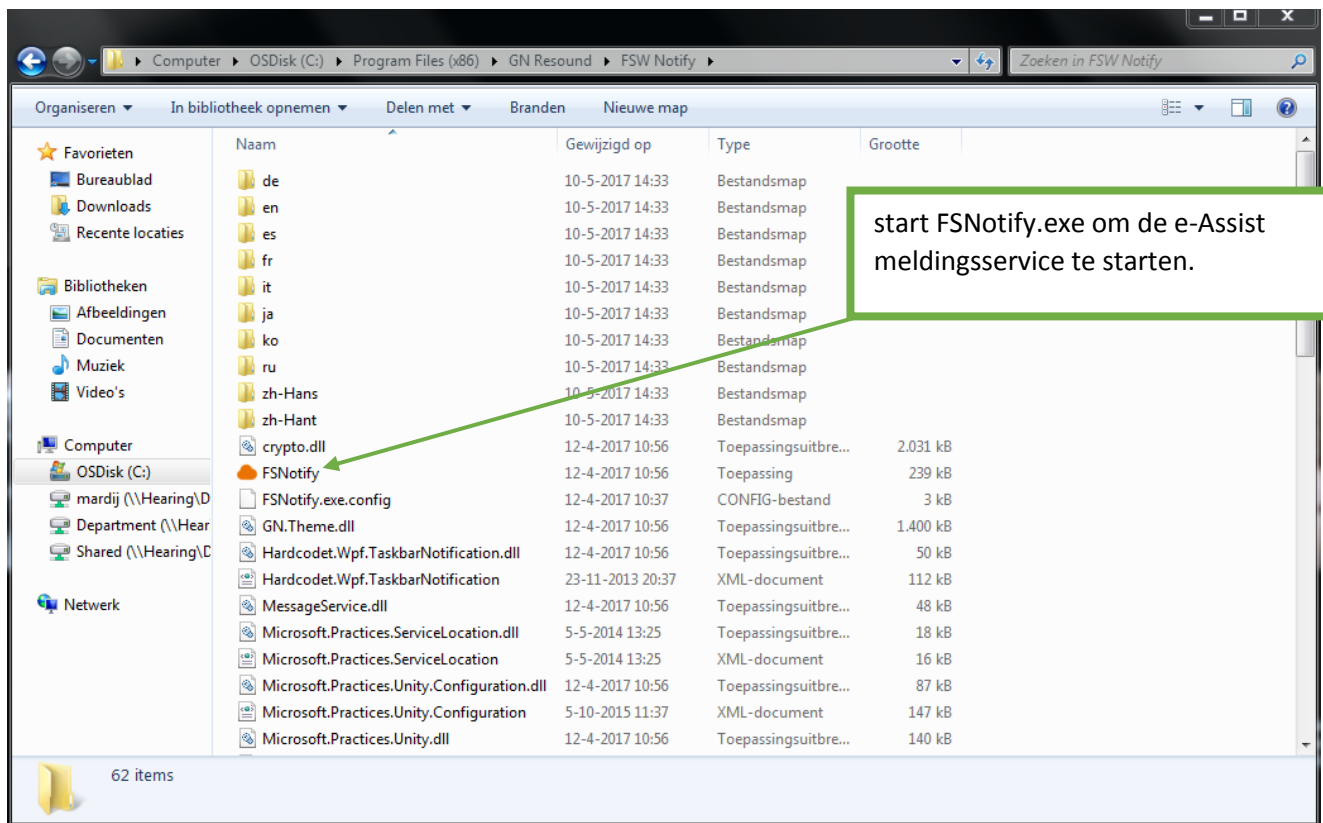 Computer ▸ OSDisk (C:) ▸ Program Files (x86) ▸ GN Resound ▸ FSW Notify ▸
Zoeken in FSW Notify
Organiseren In bibliotheek opnemen Delen met Branden Nieuwe map
Favorieten
Bureaublad
Downloads
Recente locaties
Bibliotheken
Afbeeldingen
Documenten
Muziek
Video's
Computer
OSDisk (C:)
mardij (\\Hearing\D
Department (\\Hear
Shared (\\Hearing\D
Netwerk
Naam Gewijzigd op Type Grootte
de 10-5-2017 14:33 Bestandsmap
en 10-5-2017 14:33 Bestandsmap
es 10-5-2017 14:33 Bestandsmap
fr 10-5-2017 14:33 Bestandsmap
it 10-5-2017 14:33 Bestandsmap
ja 10-5-2017 14:33 Bestandsmap
ko 10-5-2017 14:33 Bestandsmap
ru 10-5-2017 14:33 Bestandsmap
zh-Hans 10-5-2017 14:33 Bestandsmap
zh-Hant 10-5-2017 14:33 Bestandsmap
crypto.dll 12-4-2017 10:56 Toepassingsuitbre... 2.031 kB
FSNotify 12-4-2017 10:56 Toepassing 239 kB
FSNotify.exe.config 12-4-2017 10:37 CONFIG-bestand 3 kB
GN.Theme.dll 12-4-2017 10:56 Toepassingsuitbre... 1.400 kB
Hardcodet.Wpf.TaskbarNotification.dll 12-4-2017 10:56 Toepassingsuitbre... 50 kB
Hardcodet.Wpf.TaskbarNotification 23-11-2013 20:37 XML-document 112 kB
MessageService.dll 12-4-2017 10:56 Toepassingsuitbre... 48 kB
Microsoft.Practices.ServiceLocation.dll 5-5-2014 13:25 Toepassingsuitbre... 18 kB
Microsoft.Practices.ServiceLocation 5-5-2014 13:25 XML-document 16 kB
Microsoft.Practices.Unity.Configuration.dll 12-4-2017 10:56 Toepassingsuitbre... 87 kB
Microsoft.Practices.Unity.Configuration 5-10-2015 11:37 XML-document 147 kB
Microsoft.Practices.Unity.dll 12-4-2017 10:56 Toepassingsuitbre... 140 kB
start FSNotify.exe om de e-Assist
meldingsservice te starten.
62 items